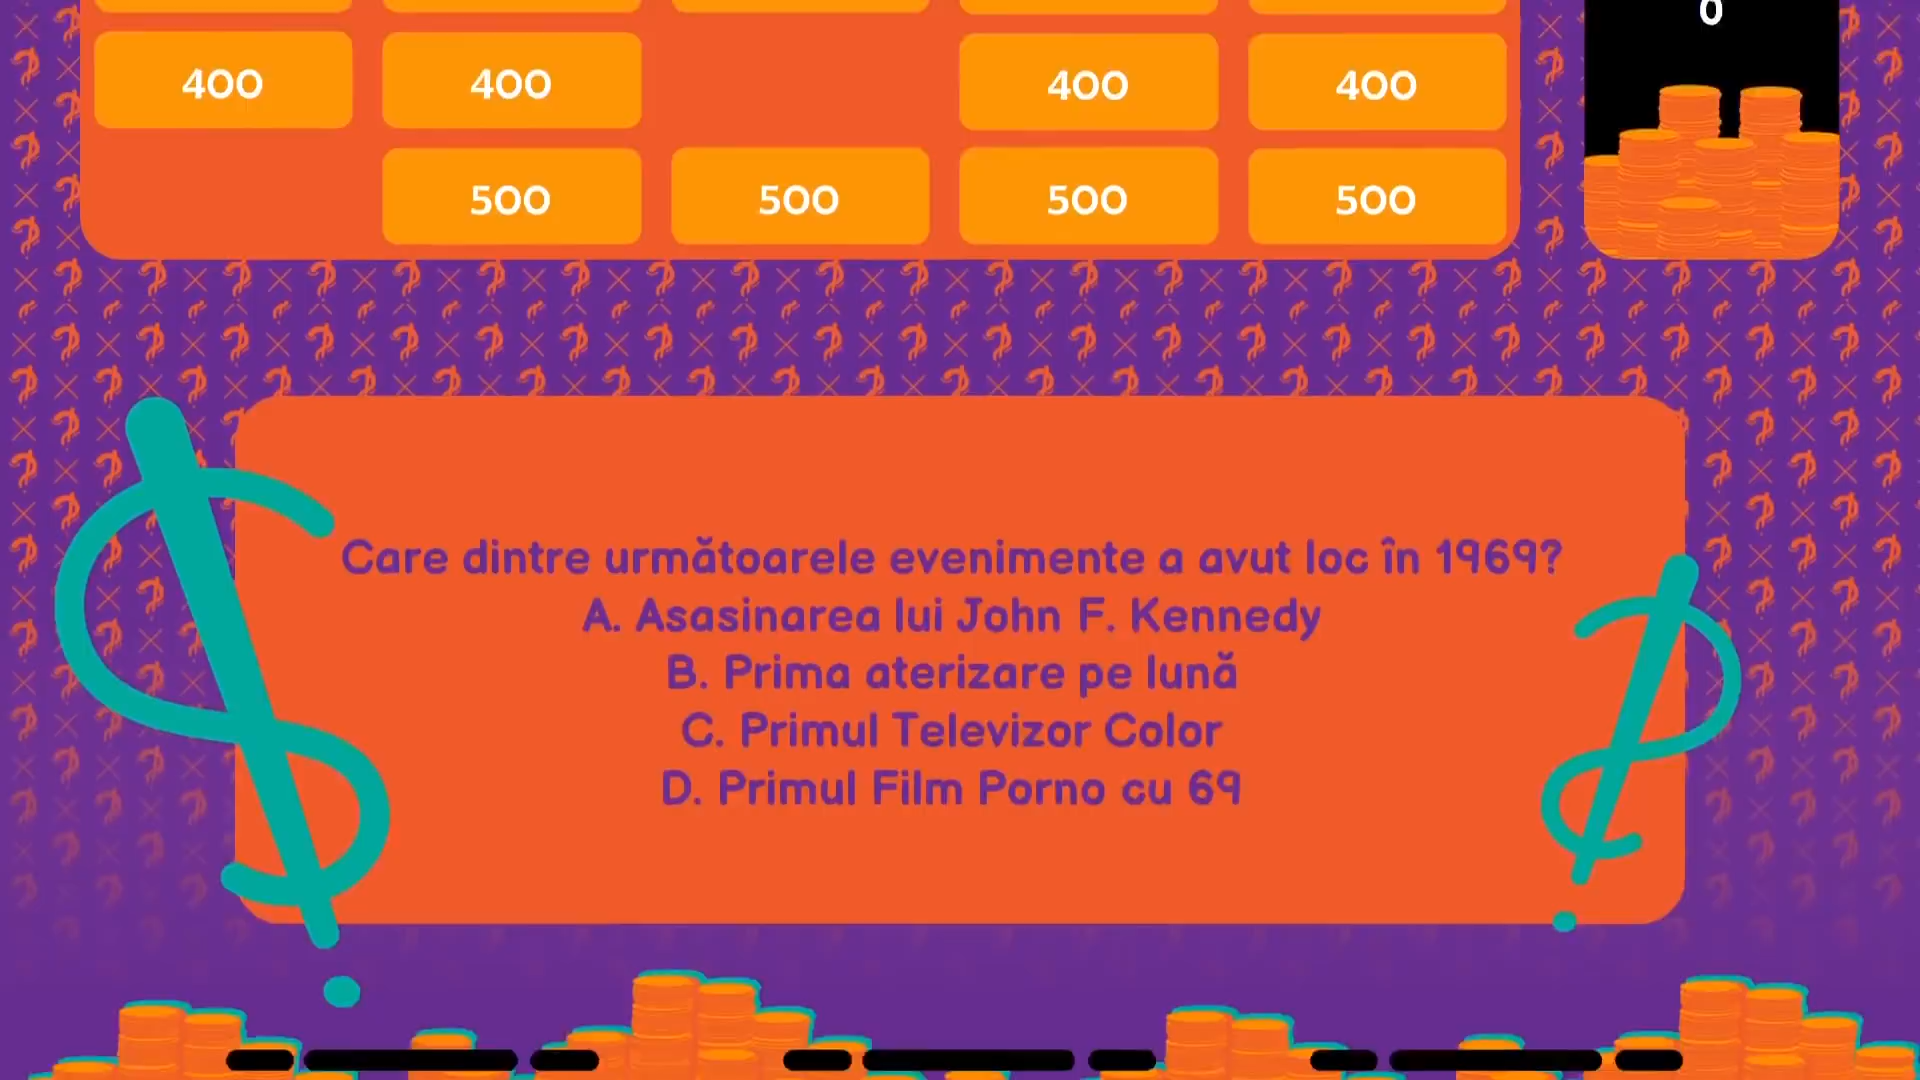 0
400
400
400
400
500
500
500
500
Care dintre următoarele evenimente a avut loc în 1969?
A. Asasinarea lui John F. Kennedy
B. Prima aterizare pe lună
C. Primul Televizor Color
D. Primul Film Porno cu 69